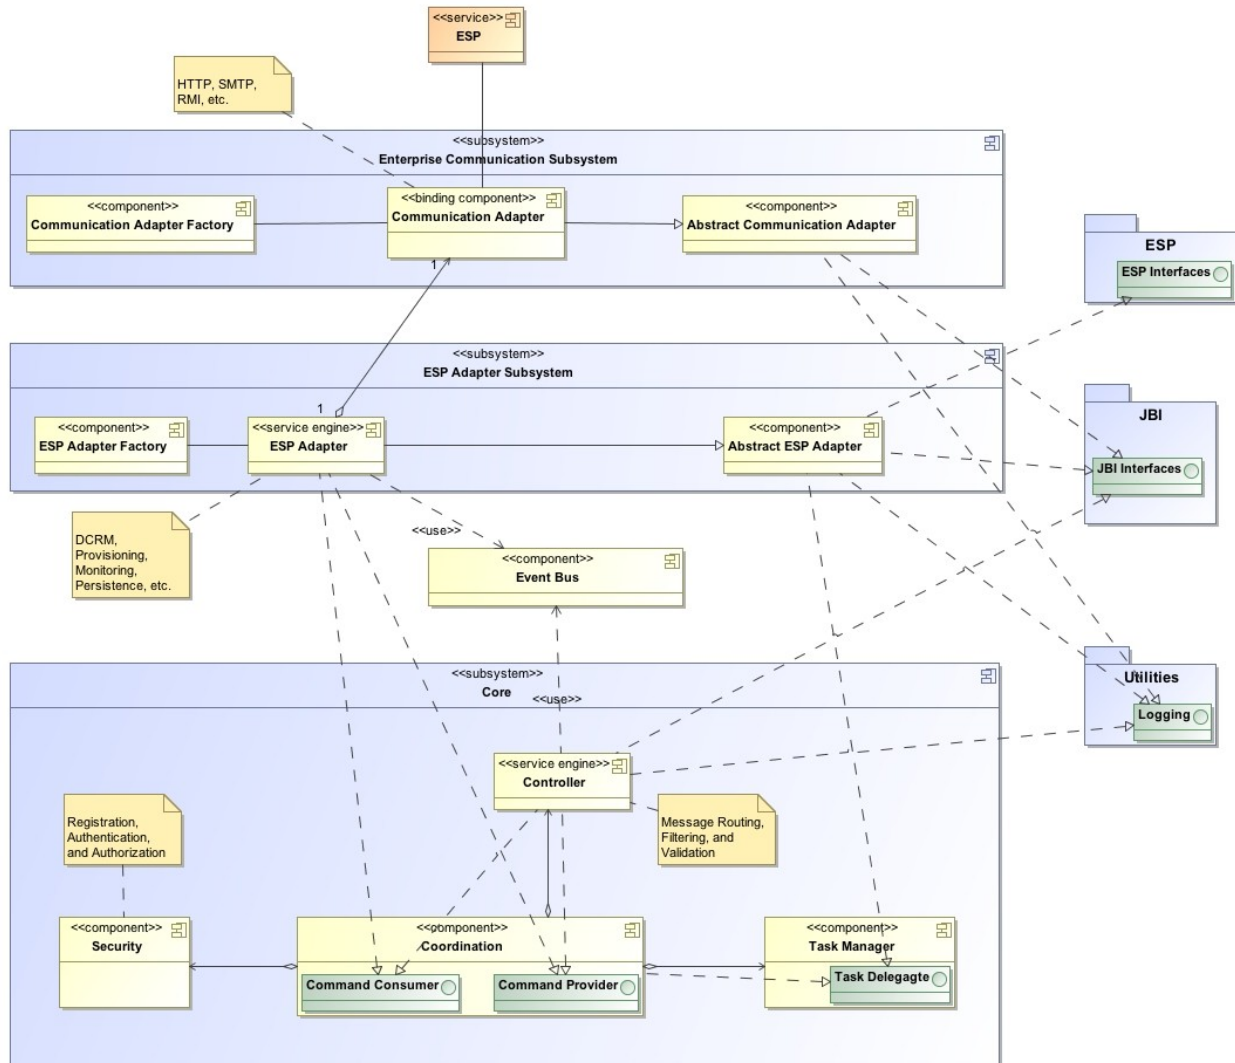 <<service>>
ESP
HTTP, SMTP,
RMI, etc.
<<subsystem>>
Enterprise Communication Subsystem
<<component>>
Communication Adapter Factory
<<binding component>>
Communication Adapter
1
<<component>>
Abstract Communication Adapter
ESP
ESP Interfaces
<<subsystem>>
ESP Adapter Subsystem
1
<<component>>
ESP Adapter Factory
<<service engine>>
ESP Adapter
<<component>>
Abstract ESP Adapter
JBI
JBI Interfaces
DCRM,
Provisioning,
Monitoring,
Persistence, etc.
<<use>>
<<component>>
Event Bus
Utilities
Logging
<<subsystem>>
Core
<<use>>
<<service engine>>
Controller
Registration,
Authentication,
and Authorization
Message Routing,
Filtering, and
Validation
<<component>>
Security
<<component>>
Coordination
Command Consumer
Command Provider
<<component>>
Task Manager
Task Delegagte